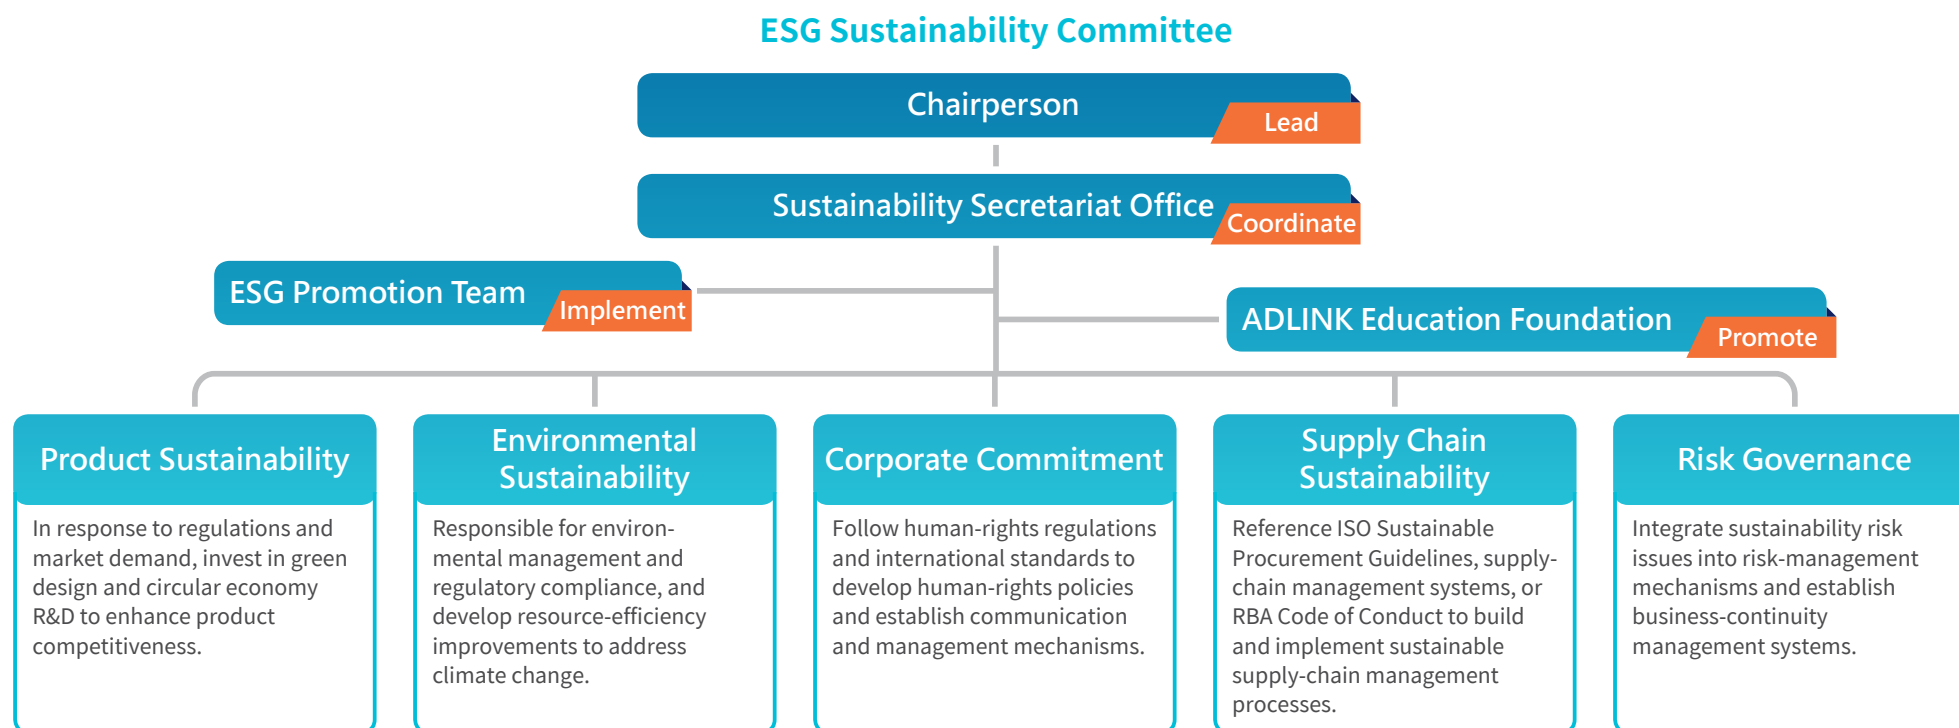 ESG Sustainability Committee
Chairperson
Lead
Sustainability Secretariat Office
Coordinate
ESG Promotion Team
Implement
ADLINK Education Foundation
Promote
Product Sustainability
In response to regulations and
market demand, invest in green
design and circular economy
R&D to enhance product
competitiveness.
Environmental
Sustainability
Responsible for environ-
mental management and
regulatory compliance, and
develop resource-efficiency
improvements to address
climate change.
Corporate Commitment
Follow human-rights regulations
and international standards to
develop human-rights policies
and establish communication
and management mechanisms.
Supply Chain
Sustainability
Reference ISO Sustainable
Procurement Guidelines, supply-
chain management systems, or
RBA Code of Conduct to build
and implement sustainable
supply-chain management
processes.
Risk Governance
Integrate sustainability risk
issues into risk-management
mechanisms and establish
business-continuity
management systems.